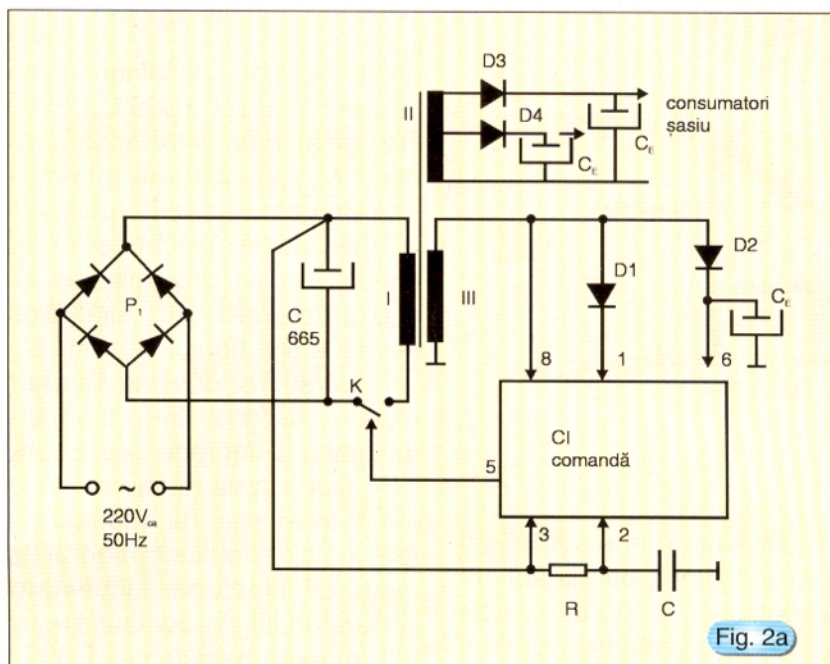 D3
consumatori
șasiu
II
D4
C_E
C_E
D1
D2
P₁
I
III
C_E
C
665
8
1
6
K
CI
comandă
5
220V_ca
50Hz
3
2
R
C
Fig. 2a